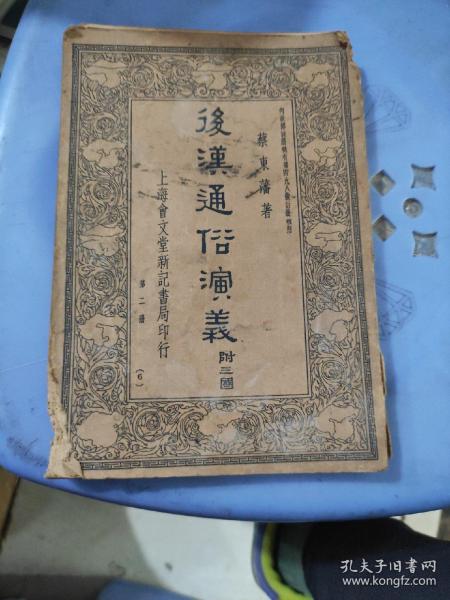 蔡東藩著
後漢通俗演義
附三國
上海會文堂新記書局印行
第二册
（6）
孔夫子旧书网
www.kongfz.com